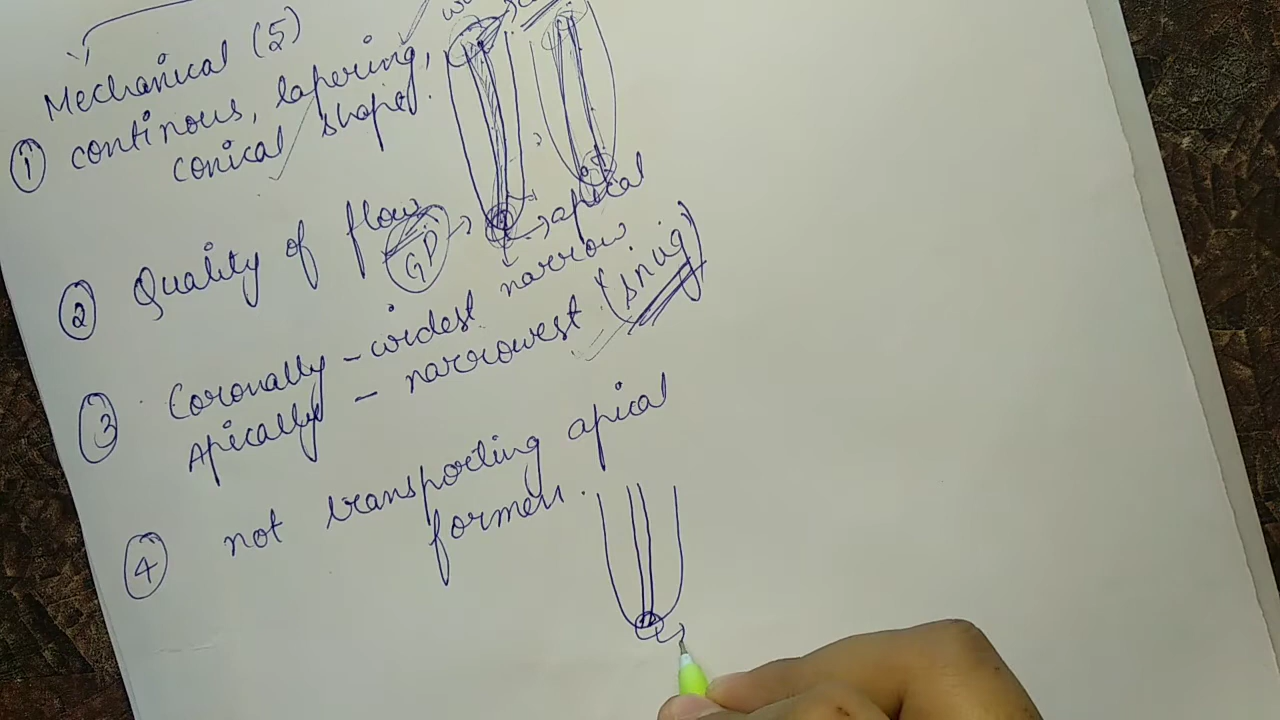 Mechanical (5)
① continous, tapering,
conical shape.
② Quality of flow
GP
apical
③ Coronally - widest narrow
Apically - narrowest (snug)
④ not transporting apical
formen.